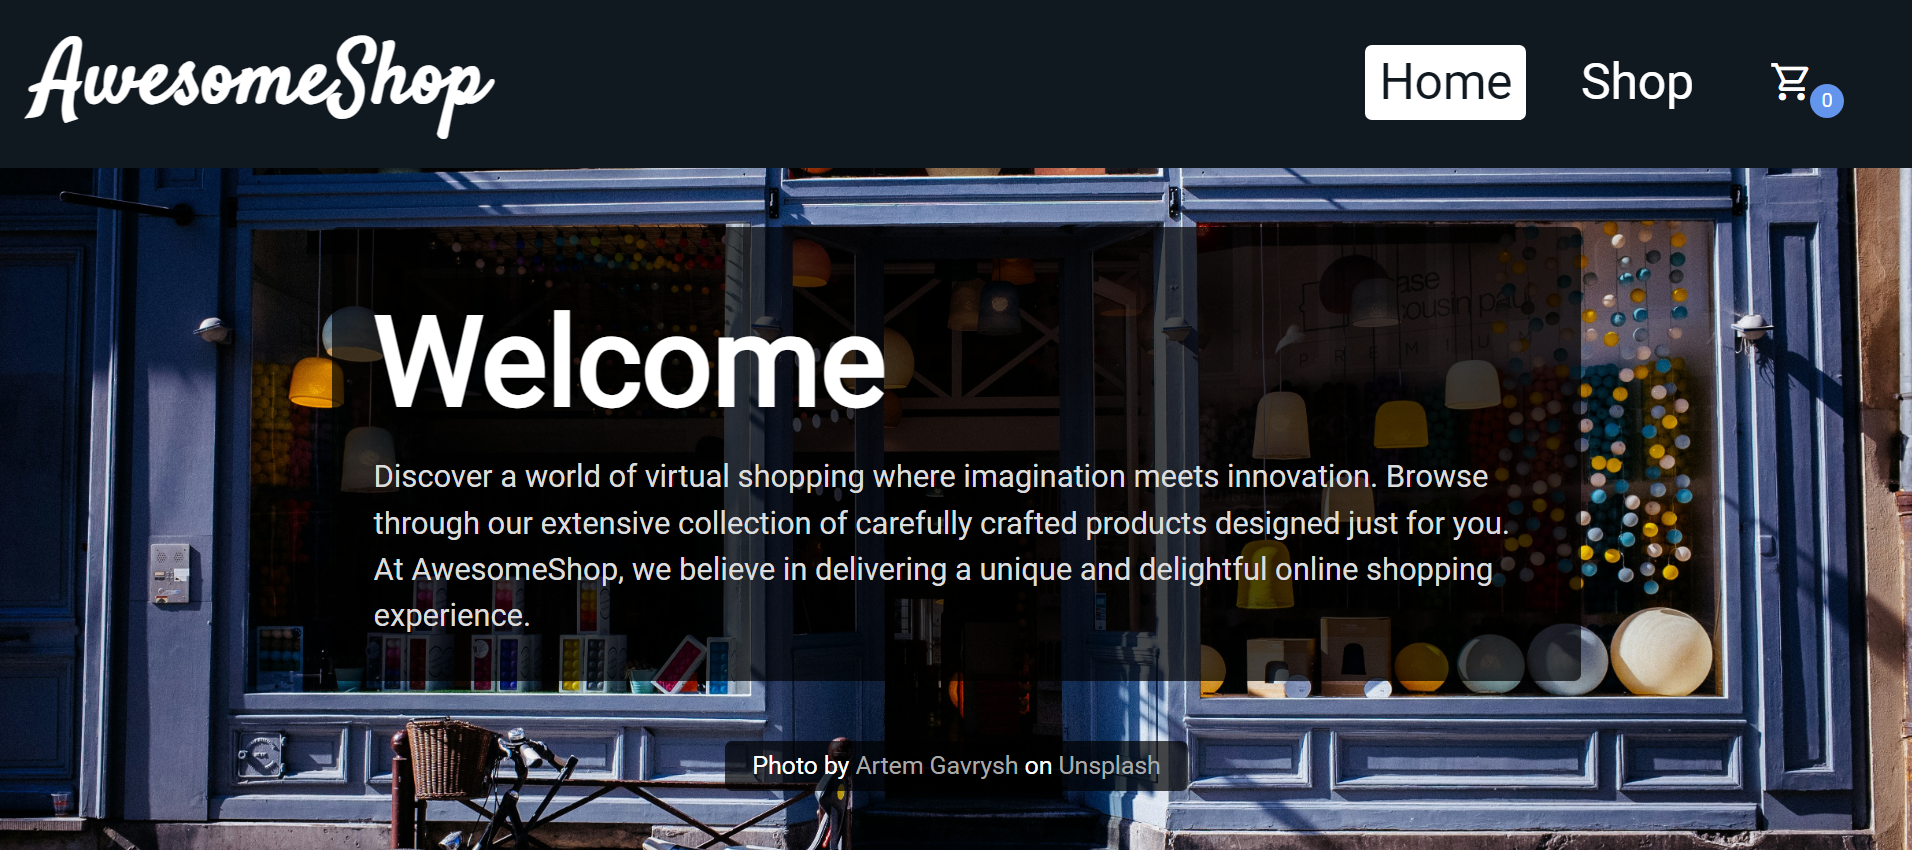 AwesomeShop
Home
Shop
0
Welcome
Discover a world of virtual shopping where imagination meets innovation. Browse
through our extensive collection of carefully crafted products designed just for you.
At AwesomeShop, we believe in delivering a unique and delightful online shopping
experience.
Photo by Artem Gavrysh on Unsplash